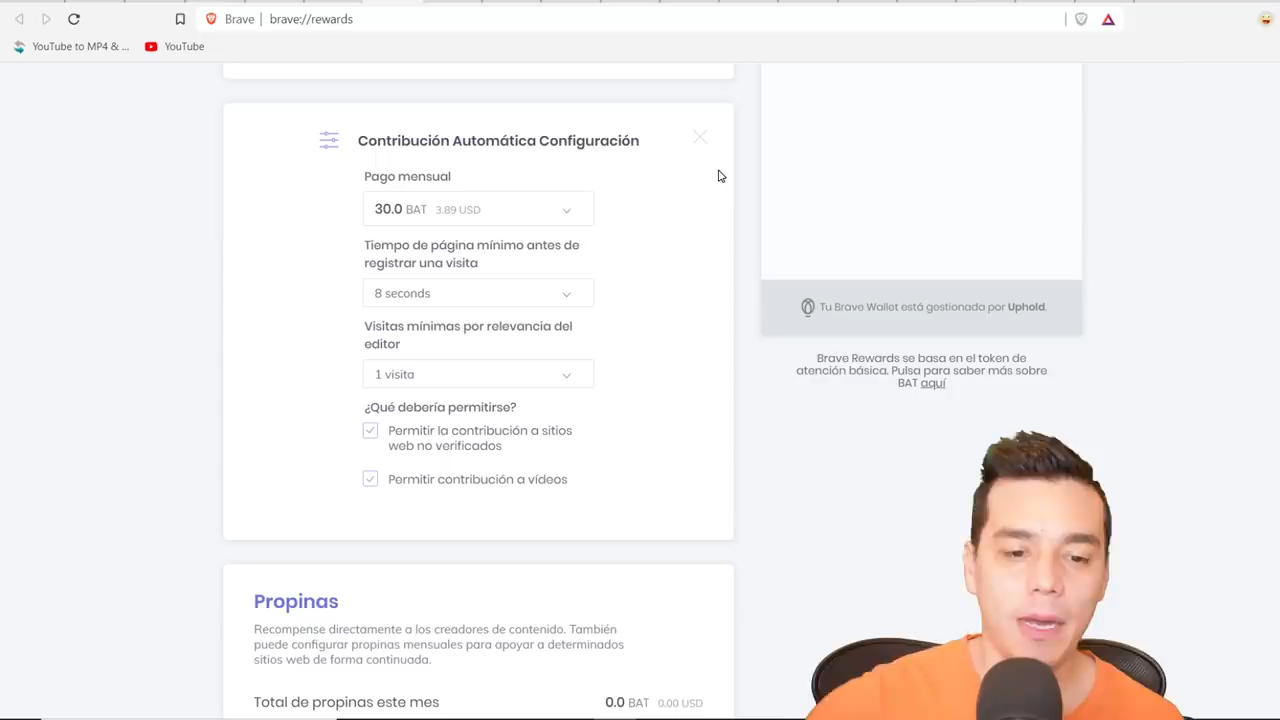 Brave
brave://rewards
YouTube to MP4 & ...
YouTube
Contribución Automática Configuración
Pago mensual
30.0 BAT 3.89 USD
Tiempo de página mínimo antes de
registrar una visita
8 seconds
Visitas mínimas por relevancia del
editor
1 visita
¿Qué debería permitirse?
Permitir la contribución a sitios
web no verificados
Permitir contribución a vídeos
Propinas
Recompense directamente a los creadores de contenido. También
puede configurar propinas mensuales para apoyar a determinados
sitios web de forma continuada.
Total de propinas este mes
0.0 BAT 0.00 USD
Tu Brave Wallet está gestionada por Uphold.
Brave Rewards se basa en el token de
atención básica. Pulsa para saber más sobre
BAT aquí